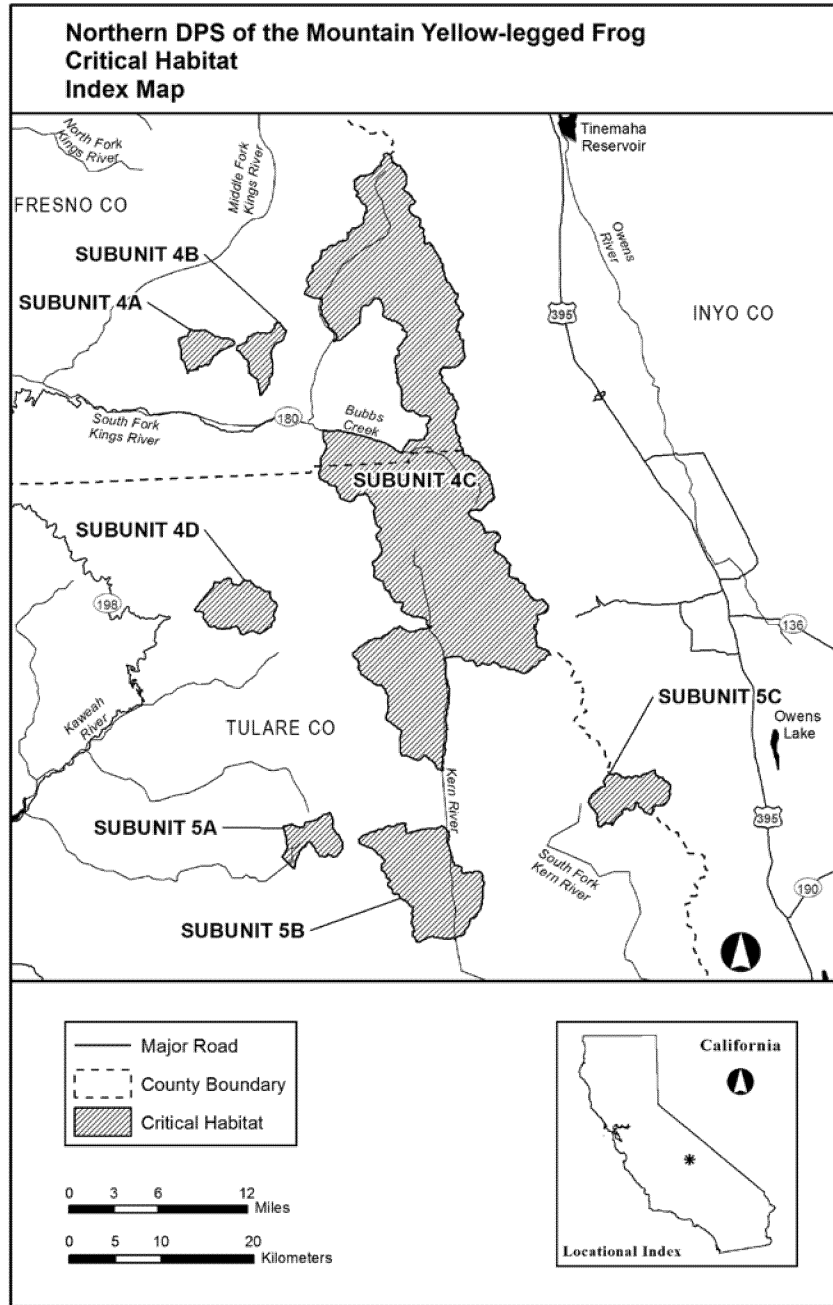 Northern DPS of the Mountain Yellow-legged Frog
Critical Habitat
Index Map
Tinemaha
Reservoir
North Fork
Kings River
Middle Fork
Kings River
FRESNO CO
Owens
River
SUBUNIT 4B
SUBUNIT 4A
395
INYO CO
South Fork
Kings River
180
Bubbs
Creek
SUBUNIT 4C
SUBUNIT 4D
198
136
SUBUNIT 5C
Kaweah
River
TULARE CO
Owens
Lake
Kern River
SUBUNIT 5A
395
South Fork
Kern River
190
SUBUNIT 5B
Major Road
County Boundary
Critical Habitat
California
0 3 6 12
Miles
0 5 10 20
Kilometers
Locational Index